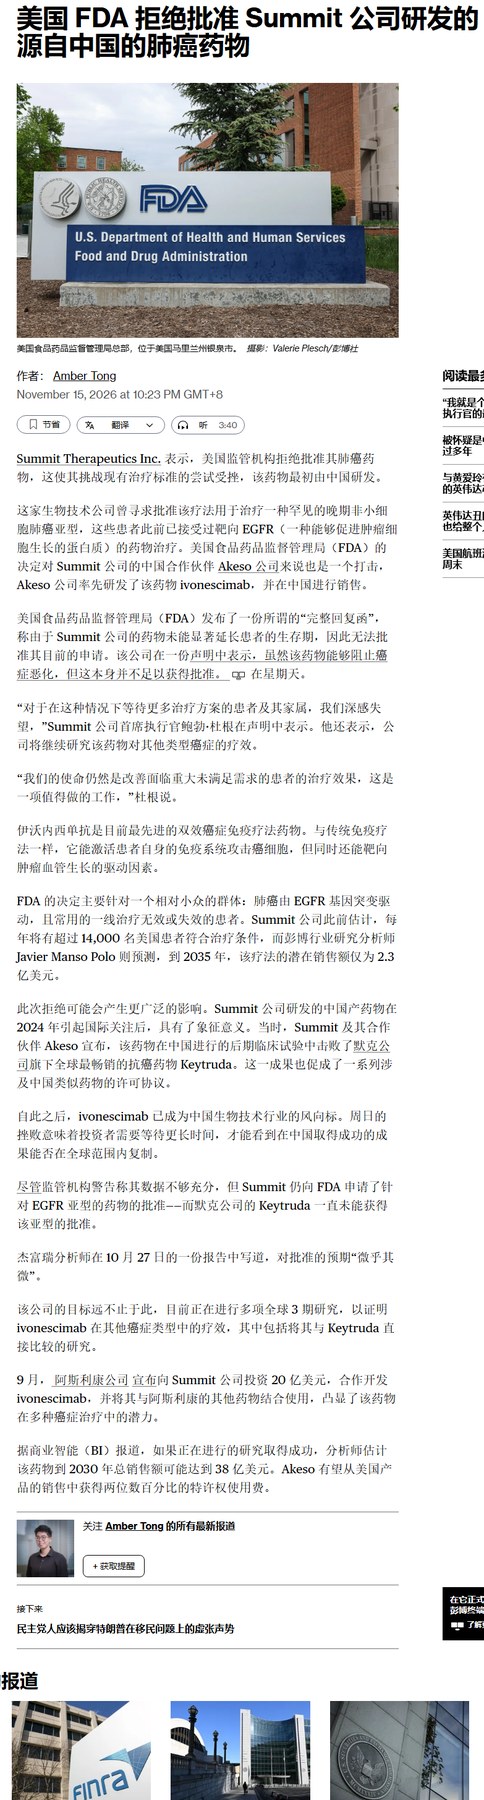 美国 FDA 拒绝批准 Summit 公司研发的
源自中国的肺癌药物
FDA
U.S. Department of Health and Human Services
Food and Drug Administration
美国食品药品监督管理局总部，位于美国马里兰州银泉市。 摄影：Valerie Plesch/彭博社
作者： Amber Tong
November 15, 2026 at 10:23 PM GMT+8
节省
翻译
听 3:40
Summit Therapeutics Inc. 表示，美国监管机构拒绝批准其肺癌药
物，这使其挑战现有治疗标准的尝试受挫，该药物最初由中国研发。
这家生物技术公司曾寻求批准该疗法用于治疗一种罕见的晚期非小细
胞肺癌亚型，这些患者此前已接受过靶向 EGFR（一种能够促进肿瘤细
胞生长的蛋白质）的药物治疗。美国食品药品监督管理局（FDA）的
决定对 Summit 公司的中国合作伙伴 Akeso 公司来说也是一个打击，
Akeso 公司率先研发了该药物 ivonescimab，并在中国进行销售。
美国食品药品监督管理局（FDA）发布了一份所谓的“完整回复函”，
称由于 Summit 公司的药物未能显著延长患者的生存期，因此无法批
准其目前的申请。该公司在一份声明中表示，虽然该药物能够阻止癌
症恶化，但这本身并不足以获得批准。 在星期天。
“对于在这种情况下等待更多治疗方案的患者及其家属，我们深感失
望，”Summit 公司首席执行官鲍勃·杜根在声明中表示。他还表示，公
司将继续研究该药物对其他类型癌症的疗效。
“我们的使命仍然是改善面临重大未满足需求的患者的治疗效果，这是
一项值得做的工作，”杜根说。
伊沃内西单抗是目前最先进的双效癌症免疫疗法药物。与传统免疫疗
法一样，它能激活患者自身的免疫系统攻击癌细胞，但同时还能靶向
肿瘤血管生长的驱动因素。
FDA 的决定主要针对一个相对小众的群体：肺癌由 EGFR 基因突变驱
动，且常用的一线治疗无效或失效的患者。Summit 公司此前估计，每
年将有超过 14,000 名美国患者符合治疗条件，而彭博行业研究分析师
Javier Manso Polo 则预测，到 2035 年，该疗法的潜在销售额仅为 2.3
亿美元。
此次拒绝可能会产生更广泛的影响。Summit 公司研发的中国产药物在
2024 年引起国际关注后，具有了象征意义。当时，Summit 及其合作
伙伴 Akeso 宣布，该药物在中国进行的后期临床试验中击败了默克公
司旗下全球最畅销的抗癌药物 Keytruda。这一成果也促成了一系列涉
及中国类似药物的许可协议。
自此之后，ivonescimab 已成为中国生物技术行业的风向标。周日的
挫败意味着投资者需要等待更长时间，才能看到在中国取得成功的成
果能否在全球范围内复制。
尽管监管机构警告称其数据不够充分，但 Summit 仍向 FDA 申请了针
对 EGFR 亚型的药物的批准——而默克公司的 Keytruda 一直未能获得
该亚型的批准。
杰富瑞分析师在 10 月 27 日的一份报告中写道，对批准的预期“微乎其
微”。
该公司的目标远不止于此，目前正在进行多项全球 3 期研究，以证明
ivonescimab 在其他癌症类型中的疗效，其中包括将其与 Keytruda 直
接比较的研究。
9 月， 阿斯利康公司 宣布向 Summit 公司投资 20 亿美元，合作开发
ivonescimab，并将其与阿斯利康的其他药物结合使用，凸显了该药物
在多种癌症治疗中的潜力。
据商业智能（BI）报道，如果正在进行的研究取得成功，分析师估计
该药物到 2030 年总销售额可能达到 38 亿美元。Akeso 有望从美国产
品的销售中获得两位数百分比的特许权使用费。
关注 Amber Tong 的所有最新报道
+ 获取提醒
接下来
民主党人应该揭穿特朗普在移民问题上的虚张声势
阅读最多
“我就是个
执行官的
被怀疑是
过多年
与黄爱玲
的英伟达
英伟达丑
也给整个
美国航班
周末
在它正式
彭博终端
了解
报道
FINRA